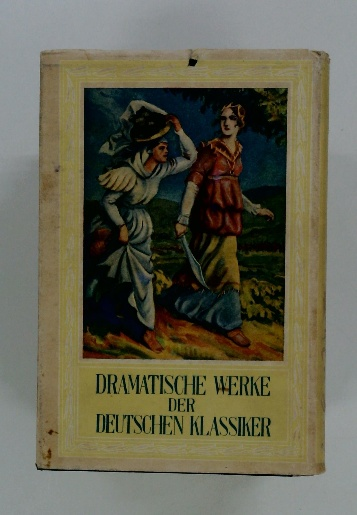 DRAMATISCHE WERKE
DER
DEUTSCHEN KLASSIKER